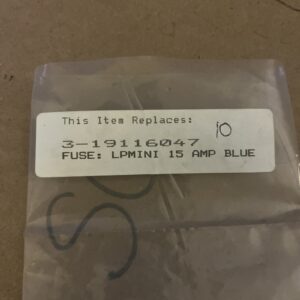 This Item Replaces:
10
3-19116047
FUSE: LPMINI 15 AMP BLUE